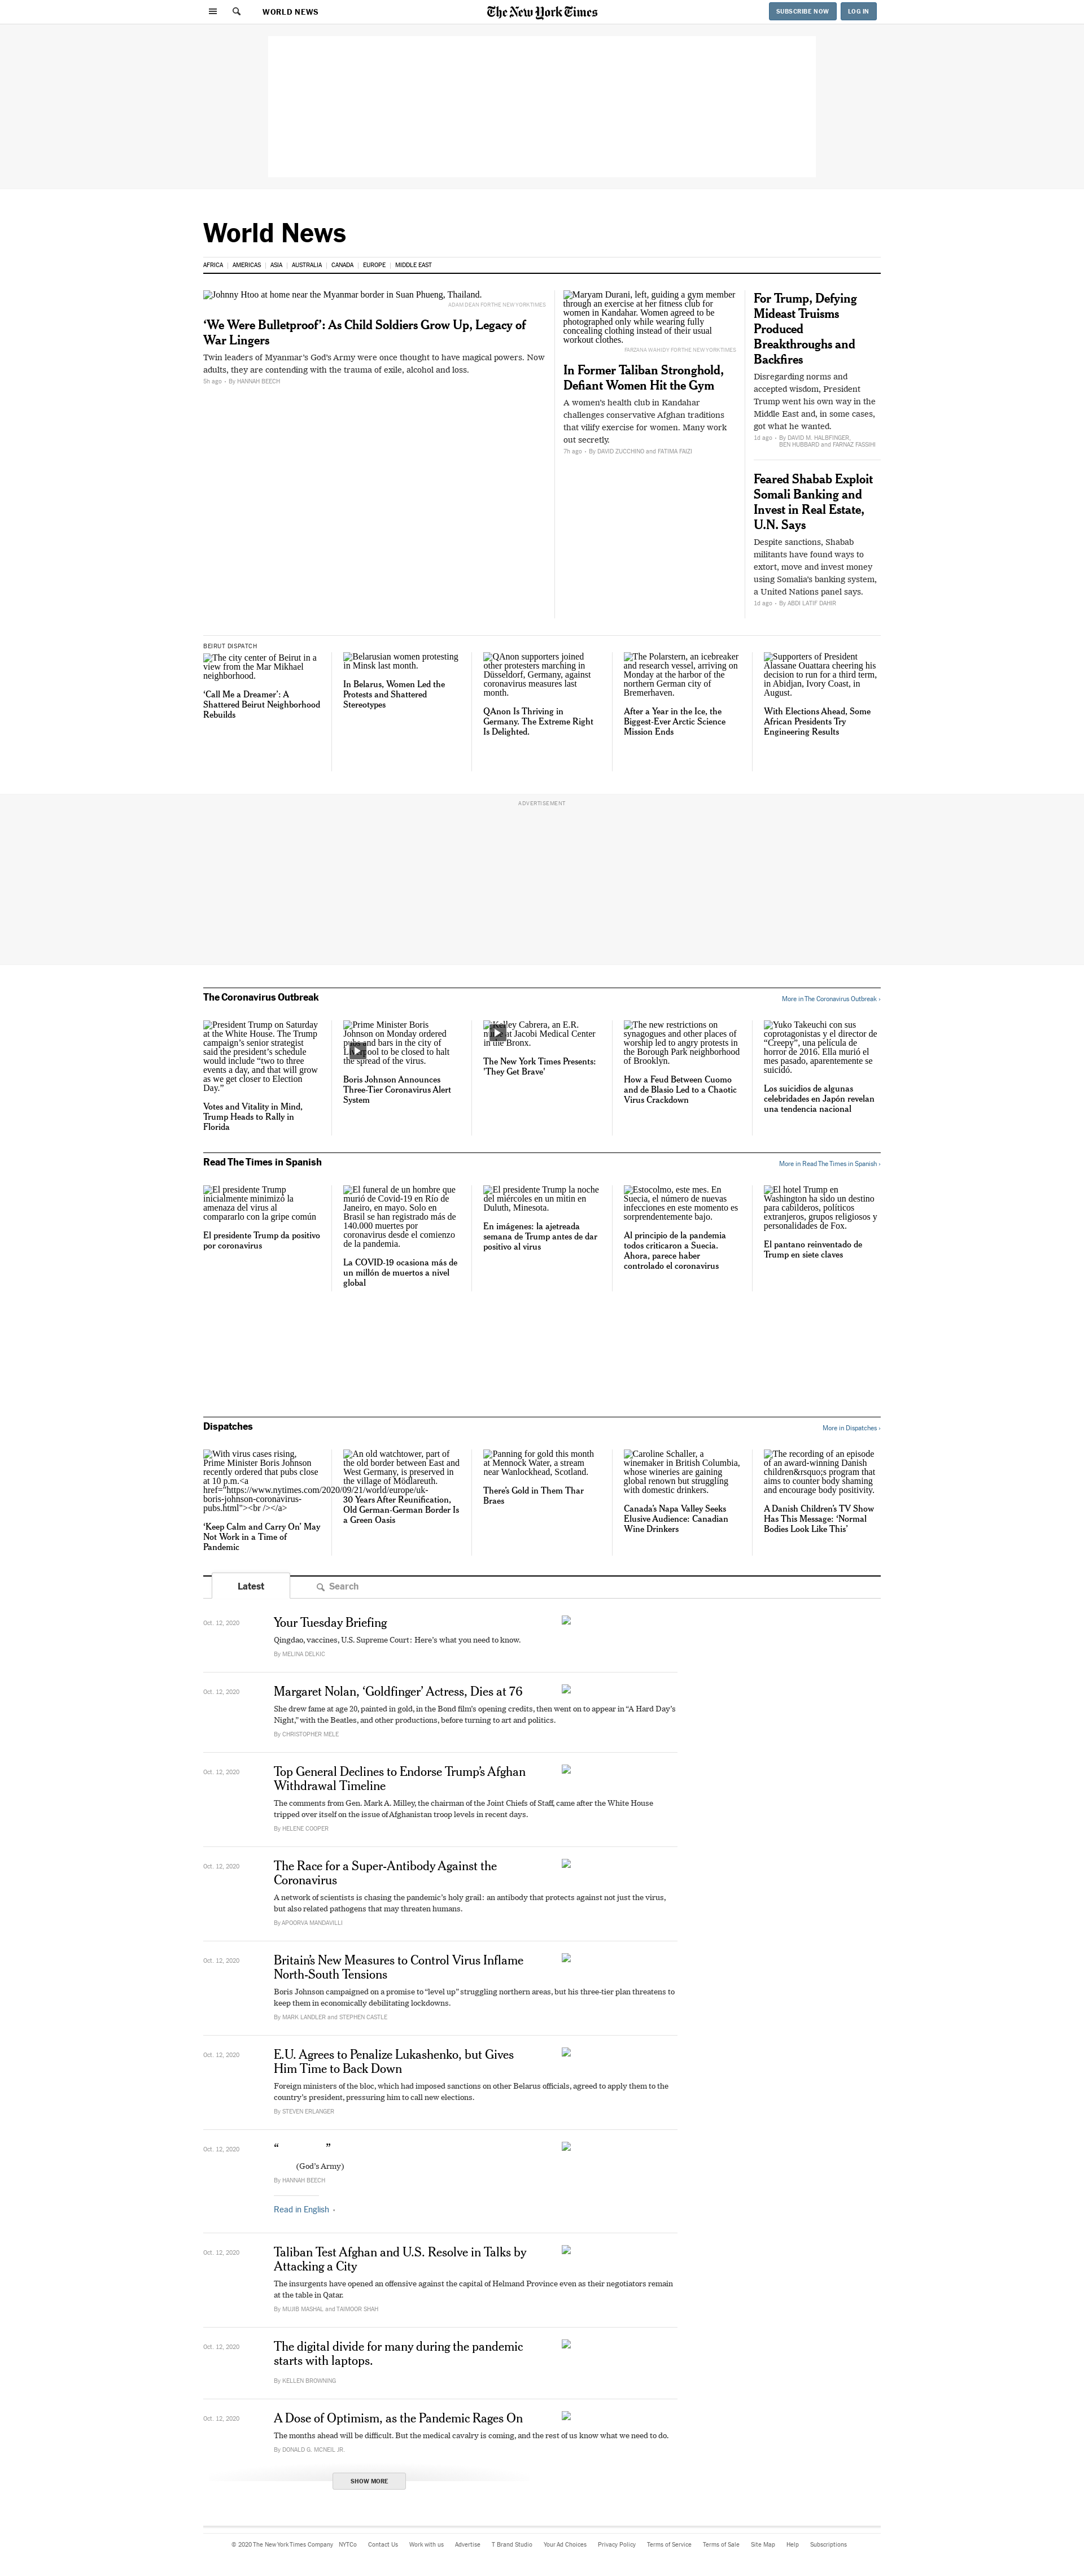 WORLD NEWS
The New York Times
SUBSCRIBE NOW
LOG IN
World News
AFRICA
AMERICAS
ASIA
AUSTRALIA
CANADA
EUROPE
MIDDLE EAST
Johnny Htoo at home near the Myanmar border in Suan Phueng, Thailand.
ADAM DEAN FOR THE NEW YORK TIMES
‘We Were Bulletproof’: As Child Soldiers Grow Up, Legacy of
War Lingers
Twin leaders of Myanmar’s God’s Army were once thought to have magical powers. Now
adults, they are contending with the trauma of exile, alcohol and loss.
5h ago • By HANNAH BEECH
Maryam Durani, left, guiding a gym member
through an exercise at her fitness club for
women in Kandahar. Women agreed to be
photographed only while wearing fully
concealing clothing instead of their usual
workout clothes.
FARZANA WAHIDY FOR THE NEW YORK TIMES
In Former Taliban Stronghold,
Defiant Women Hit the Gym
A women’s health club in Kandahar
challenges conservative Afghan traditions
that vilify exercise for women. Many work
out secretly.
7h ago • By DAVID ZUCCHINO and FATIMA FAIZI
For Trump, Defying
Mideast Truisms
Produced
Breakthroughs and
Backfires
Disregarding norms and
accepted wisdom, President
Trump went his own way in the
Middle East and, in some cases,
got what he wanted.
1d ago • By DAVID M. HALBFINGER,
BEN HUBBARD and FARNAZ FASSIHI
Feared Shabab Exploit
Somali Banking and
Invest in Real Estate,
U.N. Says
Despite sanctions, Shabab
militants have found ways to
extort, move and invest money
using Somalia’s banking system,
a United Nations panel says.
1d ago • By ABDI LATIF DAHIR
BEIRUT DISPATCH
The city center of Beirut in a
view from the Mar Mikhael
neighborhood.
‘Call Me a Dreamer’: A
Shattered Beirut Neighborhood
Rebuilds
Belarusian women protesting
in Minsk last month.
In Belarus, Women Led the
Protests and Shattered
Stereotypes
QAnon supporters joined
other protesters marching in
Düsseldorf, Germany, against
coronavirus measures last
month.
QAnon Is Thriving in
Germany. The Extreme Right
Is Delighted.
The Polarstern, an icebreaker
and research vessel, arriving on
Monday at the harbor of the
northern German city of
Bremerhaven.
After a Year in the Ice, the
Biggest-Ever Arctic Science
Mission Ends
Supporters of President
Alassane Ouattara cheering his
decision to run for a third term,
in Abidjan, Ivory Coast, in
August.
With Elections Ahead, Some
African Presidents Try
Engineering Results
ADVERTISEMENT
The Coronavirus Outbreak
More in The Coronavirus Outbreak ›
President Trump on Saturday
at the White House. The Trump
campaign’s senior strategist
said the president’s schedule
would include “two to three
events a day, and that will grow
as we get closer to Election
Day.”
Votes and Vitality in Mind,
Trump Heads to Rally in
Florida
Prime Minister Boris
Johnson on Monday ordered
pubs and bars in the city of
Liverpool to be closed to halt
the spread of the virus.
Boris Johnson Announces
Three-Tier Coronavirus Alert
System
Kelley Cabrera, an E.R.
at Jacobi Medical Center
in the Bronx.
The New York Times Presents:
‘They Get Brave’
The new restrictions on
synagogues and other places of
worship led to angry protests in
the Borough Park neighborhood
of Brooklyn.
How a Feud Between Cuomo
and de Blasio Led to a Chaotic
Virus Crackdown
Yuko Takeuchi con sus
coprotagonistas y el director de
“Creepy”, una película de
horror de 2016. Ella murió el
mes pasado, aparentemente se
suicidó.
Los suicidios de algunas
celebridades en Japón revelan
una tendencia nacional
Read The Times in Spanish
More in Read The Times in Spanish ›
El presidente Trump
inicialmente minimizó la
amenaza del virus al
compararlo con la gripe común
El presidente Trump da positivo
por coronavirus
El funeral de un hombre que
murió de Covid-19 en Río de
Janeiro, en mayo. Solo en
Brasil se han registrado más de
140.000 muertes por
coronavirus desde el comienzo
de la pandemia.
La COVID-19 ocasiona más de
un millón de muertos a nivel
global
El presidente Trump la noche
del miércoles en un mitin en
Duluth, Minesota.
En imágenes: la ajetreada
semana de Trump antes de dar
positivo al virus
Estocolmo, este mes. En
Suecia, el número de nuevas
infecciones en este momento es
sorprendentemente bajo.
Al principio de la pandemia
todos criticaron a Suecia.
Ahora, parece haber
controlado el coronavirus
El hotel Trump en
Washington ha sido un destino
para cabilderos, políticos
extranjeros, grupos religiosos y
personalidades de Fox.
El pantano reinventado de
Trump en siete claves
Dispatches
More in Dispatches ›
With virus cases rising,
Prime Minister Boris Johnson
recently ordered that pubs close
at 10 p.m.<a
href="https://www.nytimes.com/2020/09/21/world/europe/uk-
boris-johnson-coronavirus-
pubs.html"><br /></a>
‘Keep Calm and Carry On’ May
Not Work in a Time of
Pandemic
An old watchtower, part of
the old border between East and
West Germany, is preserved in
the village of Mödlareuth.
30 Years After Reunification,
Old German-German Border Is
a Green Oasis
Panning for gold this month
at Mennock Water, a stream
near Wanlockhead, Scotland.
There’s Gold in Them Thar
Braes
Caroline Schaller, a
winemaker in British Columbia,
whose wineries are gaining
global renown but struggling
with domestic drinkers.
Canada’s Napa Valley Seeks
Elusive Audience: Canadian
Wine Drinkers
The recording of an episode
of an award-winning Danish
children&rsquo;s program that
aims to counter body shaming
and encourage body positivity.
A Danish Children’s TV Show
Has This Message: ‘Normal
Bodies Look Like This’
Latest
Search
Oct. 12, 2020
Your Tuesday Briefing
Qingdao, vaccines, U.S. Supreme Court: Here’s what you need to know.
By MELINA DELKIC
Oct. 12, 2020
Margaret Nolan, ‘Goldfinger’ Actress, Dies at 76
She drew fame at age 20, painted in gold, in the Bond film’s opening credits, then went on to appear in “A Hard Day’s
Night,” with the Beatles, and other productions, before turning to art and politics.
By CHRISTOPHER MELE
Oct. 12, 2020
Top General Declines to Endorse Trump’s Afghan
Withdrawal Timeline
The comments from Gen. Mark A. Milley, the chairman of the Joint Chiefs of Staff, came after the White House
tripped over itself on the issue of Afghanistan troop levels in recent days.
By HELENE COOPER
Oct. 12, 2020
The Race for a Super-Antibody Against the
Coronavirus
A network of scientists is chasing the pandemic’s holy grail: an antibody that protects against not just the virus,
but also related pathogens that may threaten humans.
By APOORVA MANDAVILLI
Oct. 12, 2020
Britain’s New Measures to Control Virus Inflame
North-South Tensions
Boris Johnson campaigned on a promise to “level up” struggling northern areas, but his three-tier plan threatens to
keep them in economically debilitating lockdowns.
By MARK LANDLER and STEPHEN CASTLE
Oct. 12, 2020
E.U. Agrees to Penalize Lukashenko, but Gives
Him Time to Back Down
Foreign ministers of the bloc, which had imposed sanctions on other Belarus officials, agreed to apply them to the
country’s president, pressuring him to call new elections.
By STEVEN ERLANGER
Oct. 12, 2020
“ ”
(God’s Army)
By HANNAH BEECH
Read in English ›
Oct. 12, 2020
Taliban Test Afghan and U.S. Resolve in Talks by
Attacking a City
The insurgents have opened an offensive against the capital of Helmand Province even as their negotiators remain
at the table in Qatar.
By MUJIB MASHAL and TAIMOOR SHAH
Oct. 12, 2020
The digital divide for many during the pandemic
starts with laptops.
By KELLEN BROWNING
Oct. 12, 2020
A Dose of Optimism, as the Pandemic Rages On
The months ahead will be difficult. But the medical cavalry is coming, and the rest of us know what we need to do.
By DONALD G. MCNEIL JR.
SHOW MORE
© 2020 The New York Times Company
NYTCo
Contact Us
Work with us
Advertise
T Brand Studio
Your Ad Choices
Privacy Policy
Terms of Service
Terms of Sale
Site Map
Help
Subscriptions